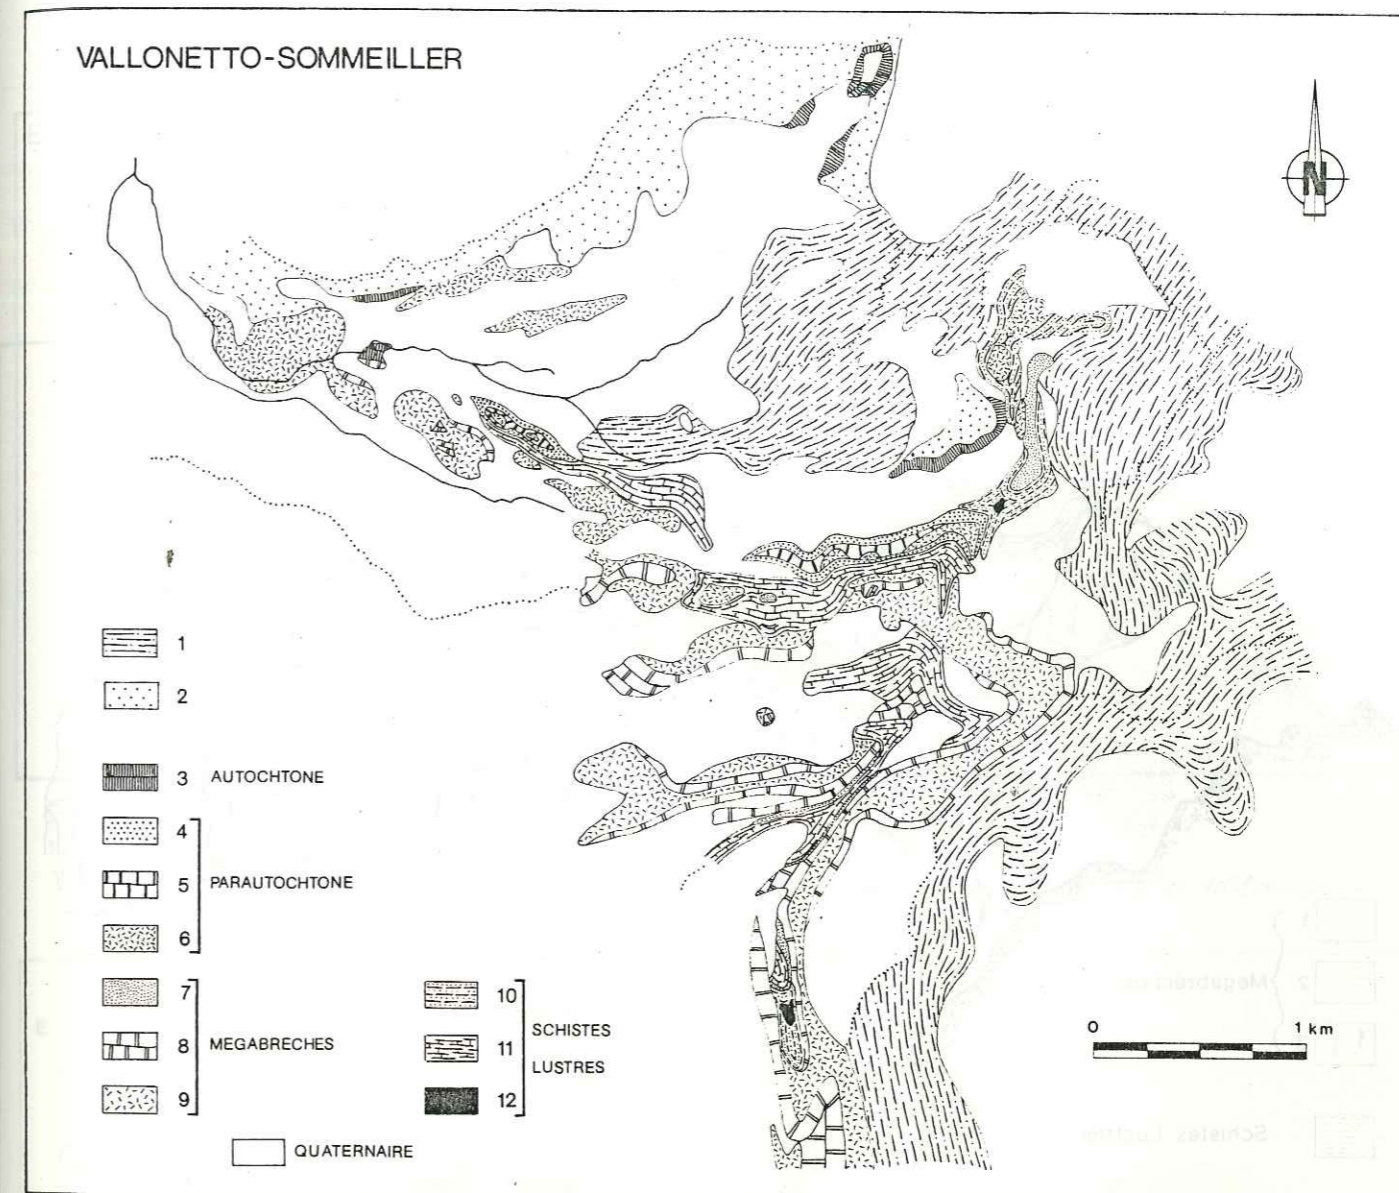 VALLONETTO-SOMMEILLER
N
1
2
3 AUTOCHTONE
4
5 PARAUTOCHTONE
6
7
8 MEGABRECHES
9
10
11
12
SCHISTES
LUSTRES
QUATERNAIRE
0 1 km